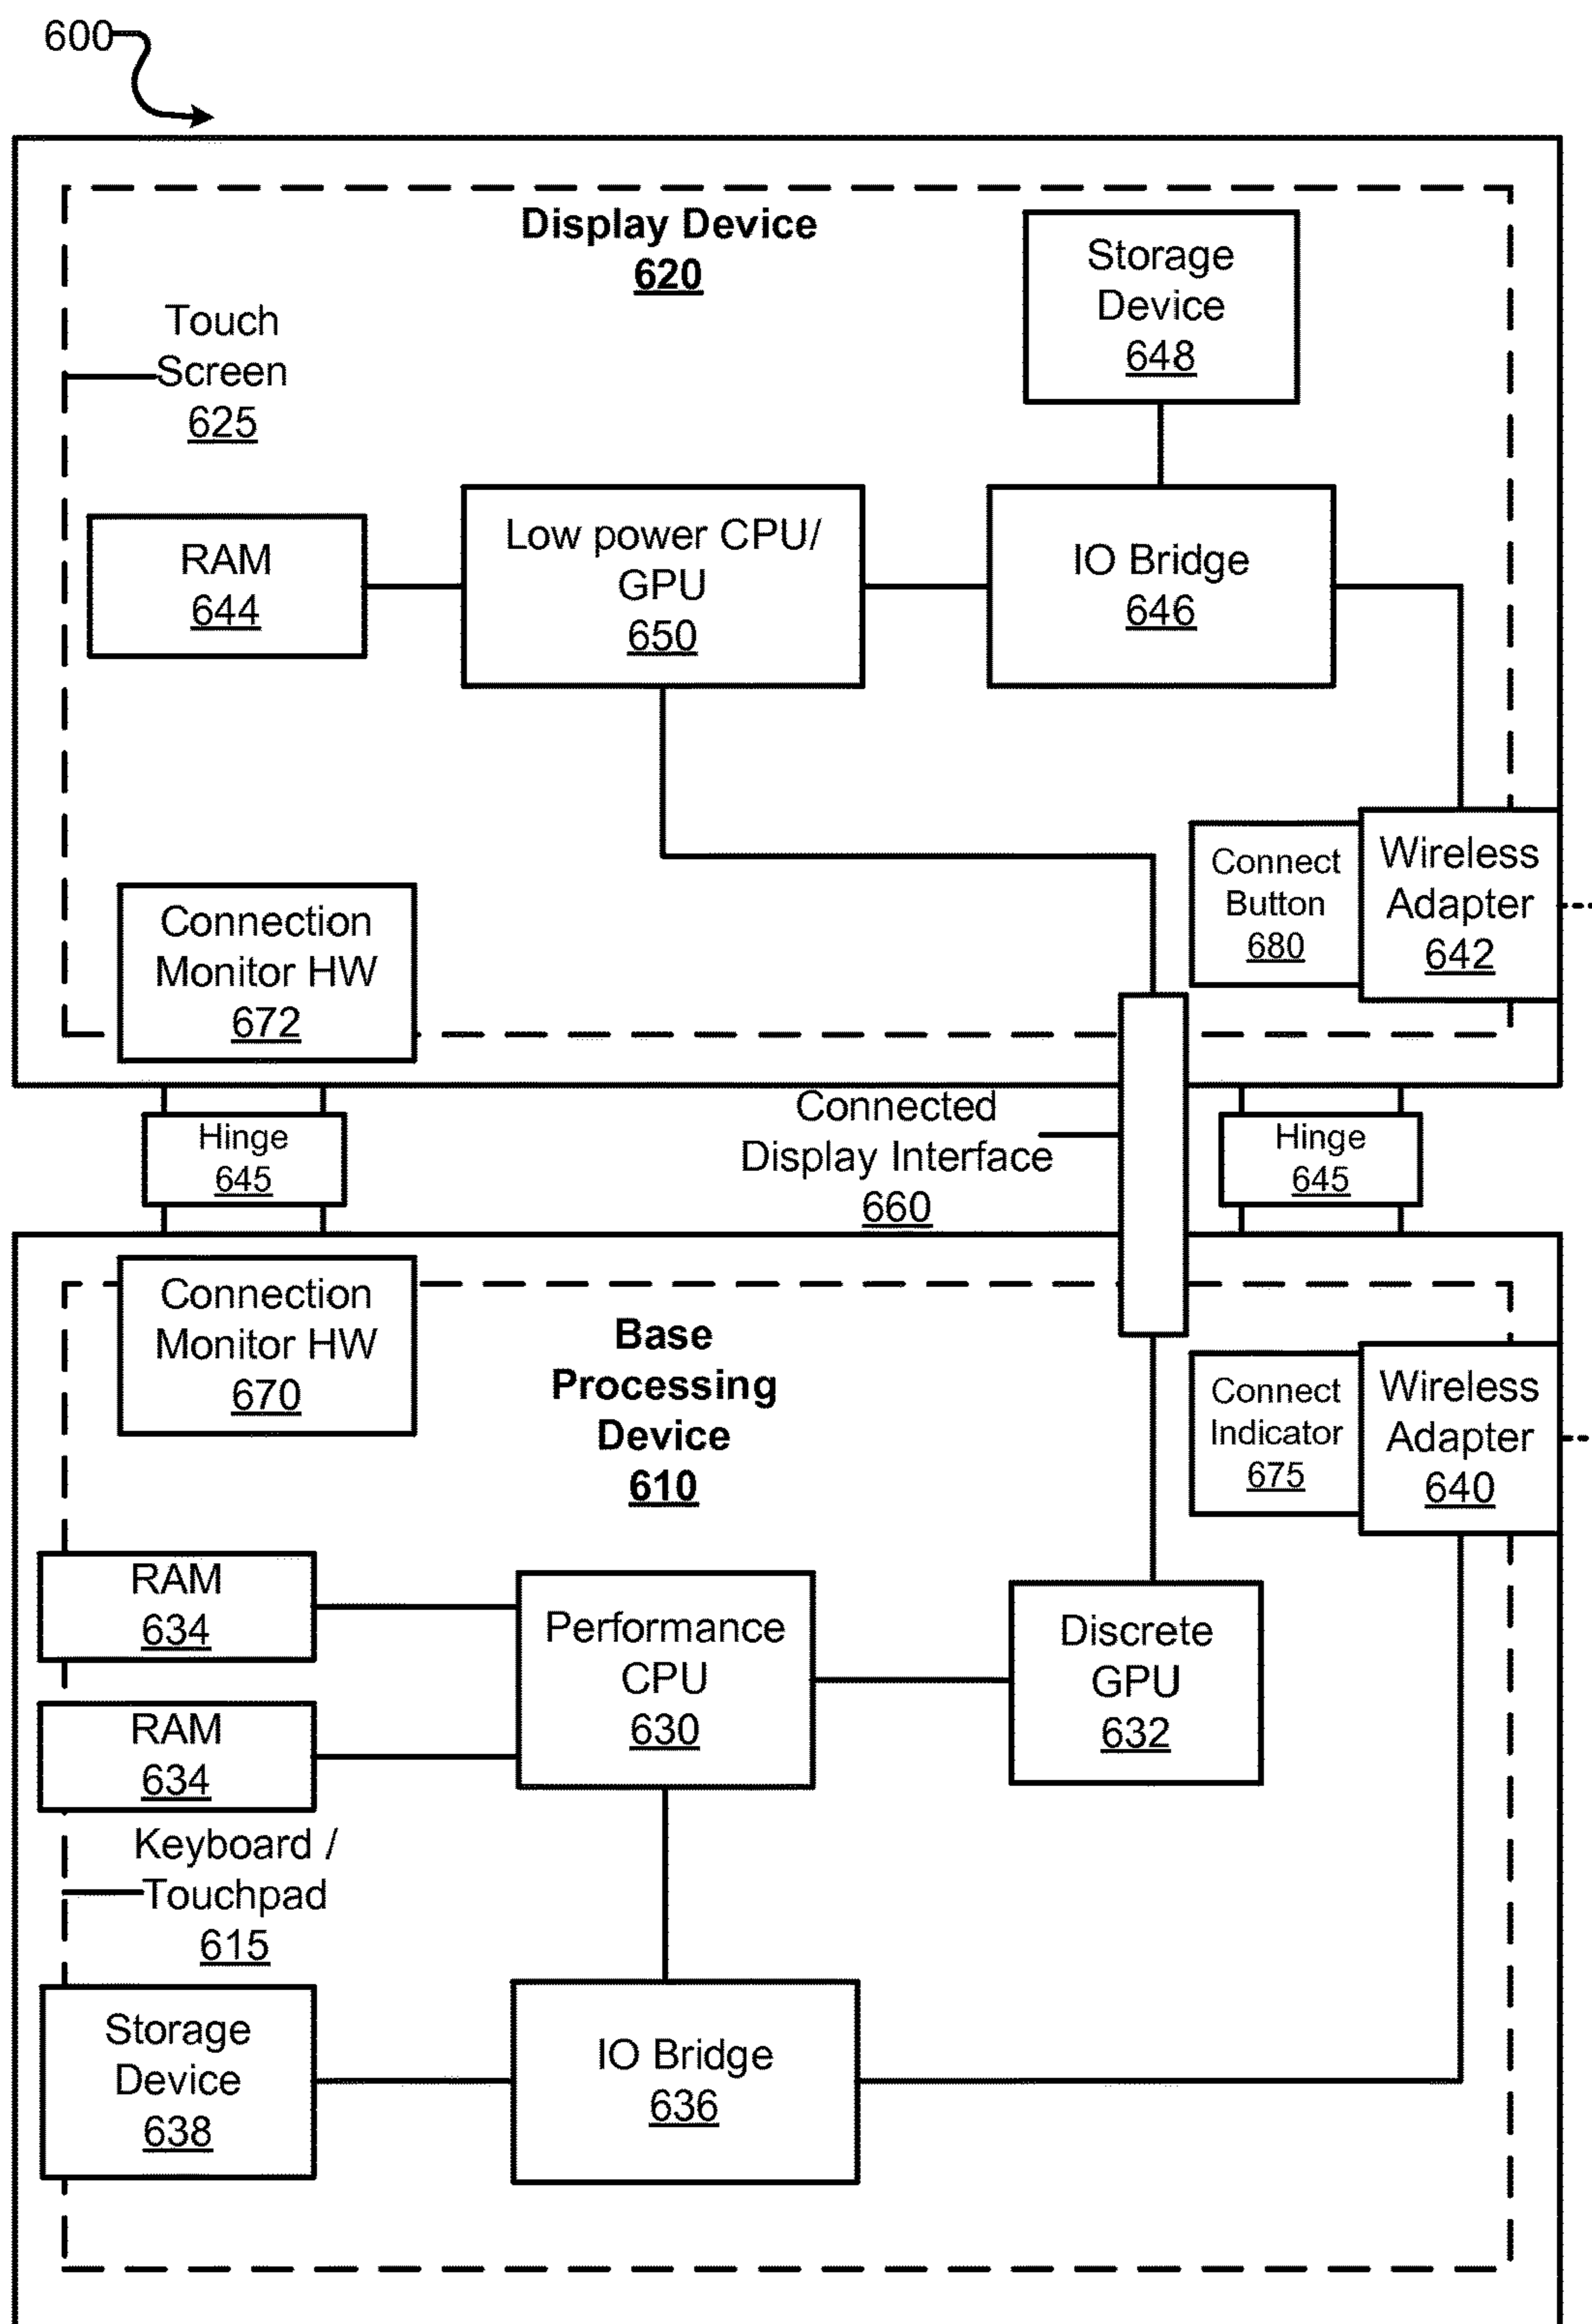 600
Display Device
620
Storage
Device
648
Touch
Screen
625
RAM
644
Low power CPU/
GPU
650
IO Bridge
646
Connect
Button
680
Wireless
Adapter
642
Connection
Monitor HW
672
Hinge
645
Connected
Display Interface
660
Hinge
645
Connection
Monitor HW
670
Base
Processing
Device
610
Connect
Indicator
675
Wireless
Adapter
640
RAM
634
Performance
CPU
630
Discrete
GPU
632
RAM
634
Keyboard /
Touchpad
615
Storage
Device
638
IO Bridge
636